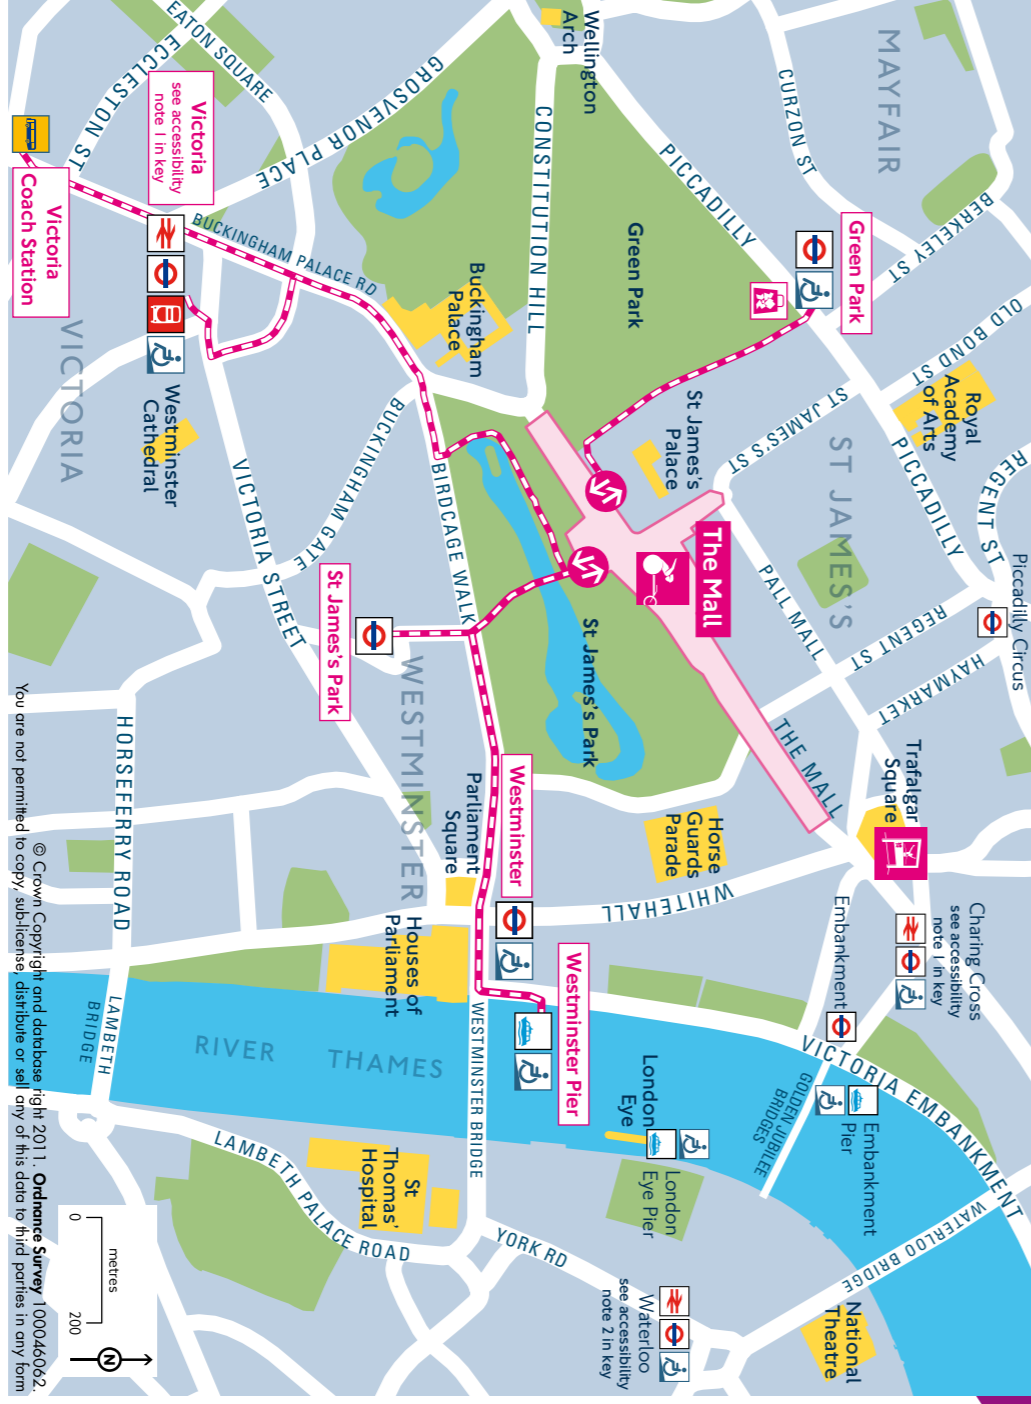 MAYFAIR
CURZON ST
BERKELEY ST
OLD BOND ST
Wellington
Arch
PICCADILLY
Green Park
Green Park
CONSTITUTION HILL
GROSVENOR PLACE
EATON SQUARE
ECCLESTON ST
Victoria
see accessibility
note 1 in key
Victoria
Coach Station
BUCKINGHAM PALACE RD
Buckingham
Palace
VICTORIA
Westminster
Cathedral
VICTORIA STREET
BUCKINGHAM GATE
BIRDCAGE WALK
St James's
Palace
ST JAMES'S ST
Royal
Academy
of Arts
PICCADILLY
REGENT ST
Piccadilly Circus
ST JAMES'S
PALL MALL
REGENT ST
HAYMARKET
The Mall
St James's Park
St James's Park
WESTMINSTER
THE MALL
Trafalgar
Square
Horse
Guards
Parade
WHITEHALL
Westminster
Parliament
Square
Houses of
Parliament
HORSEFERRY ROAD
Charing Cross
see accessibility
note 1 in key
Embankment
Westminster Pier
WESTMINSTER BRIDGE
LAMBETH
BRIDGE
RIVER THAMES
VICTORIA EMBANKMENT
GOLDEN JUBILEE
BRIDGES
Embankment
Pier
London
Eye
London
Eye Pier
WATERLOO BRIDGE
LAMBETH PALACE ROAD
St
Thomas'
Hospital
YORK RD
Waterloo
see accessibility
note 2 in key
National
Theatre
metres
0 200
N
© Crown Copyright and database right 2011. Ordnance Survey 100046062.
You are not permitted to copy, sub-license, distribute or sell any of this data to third parties in any form